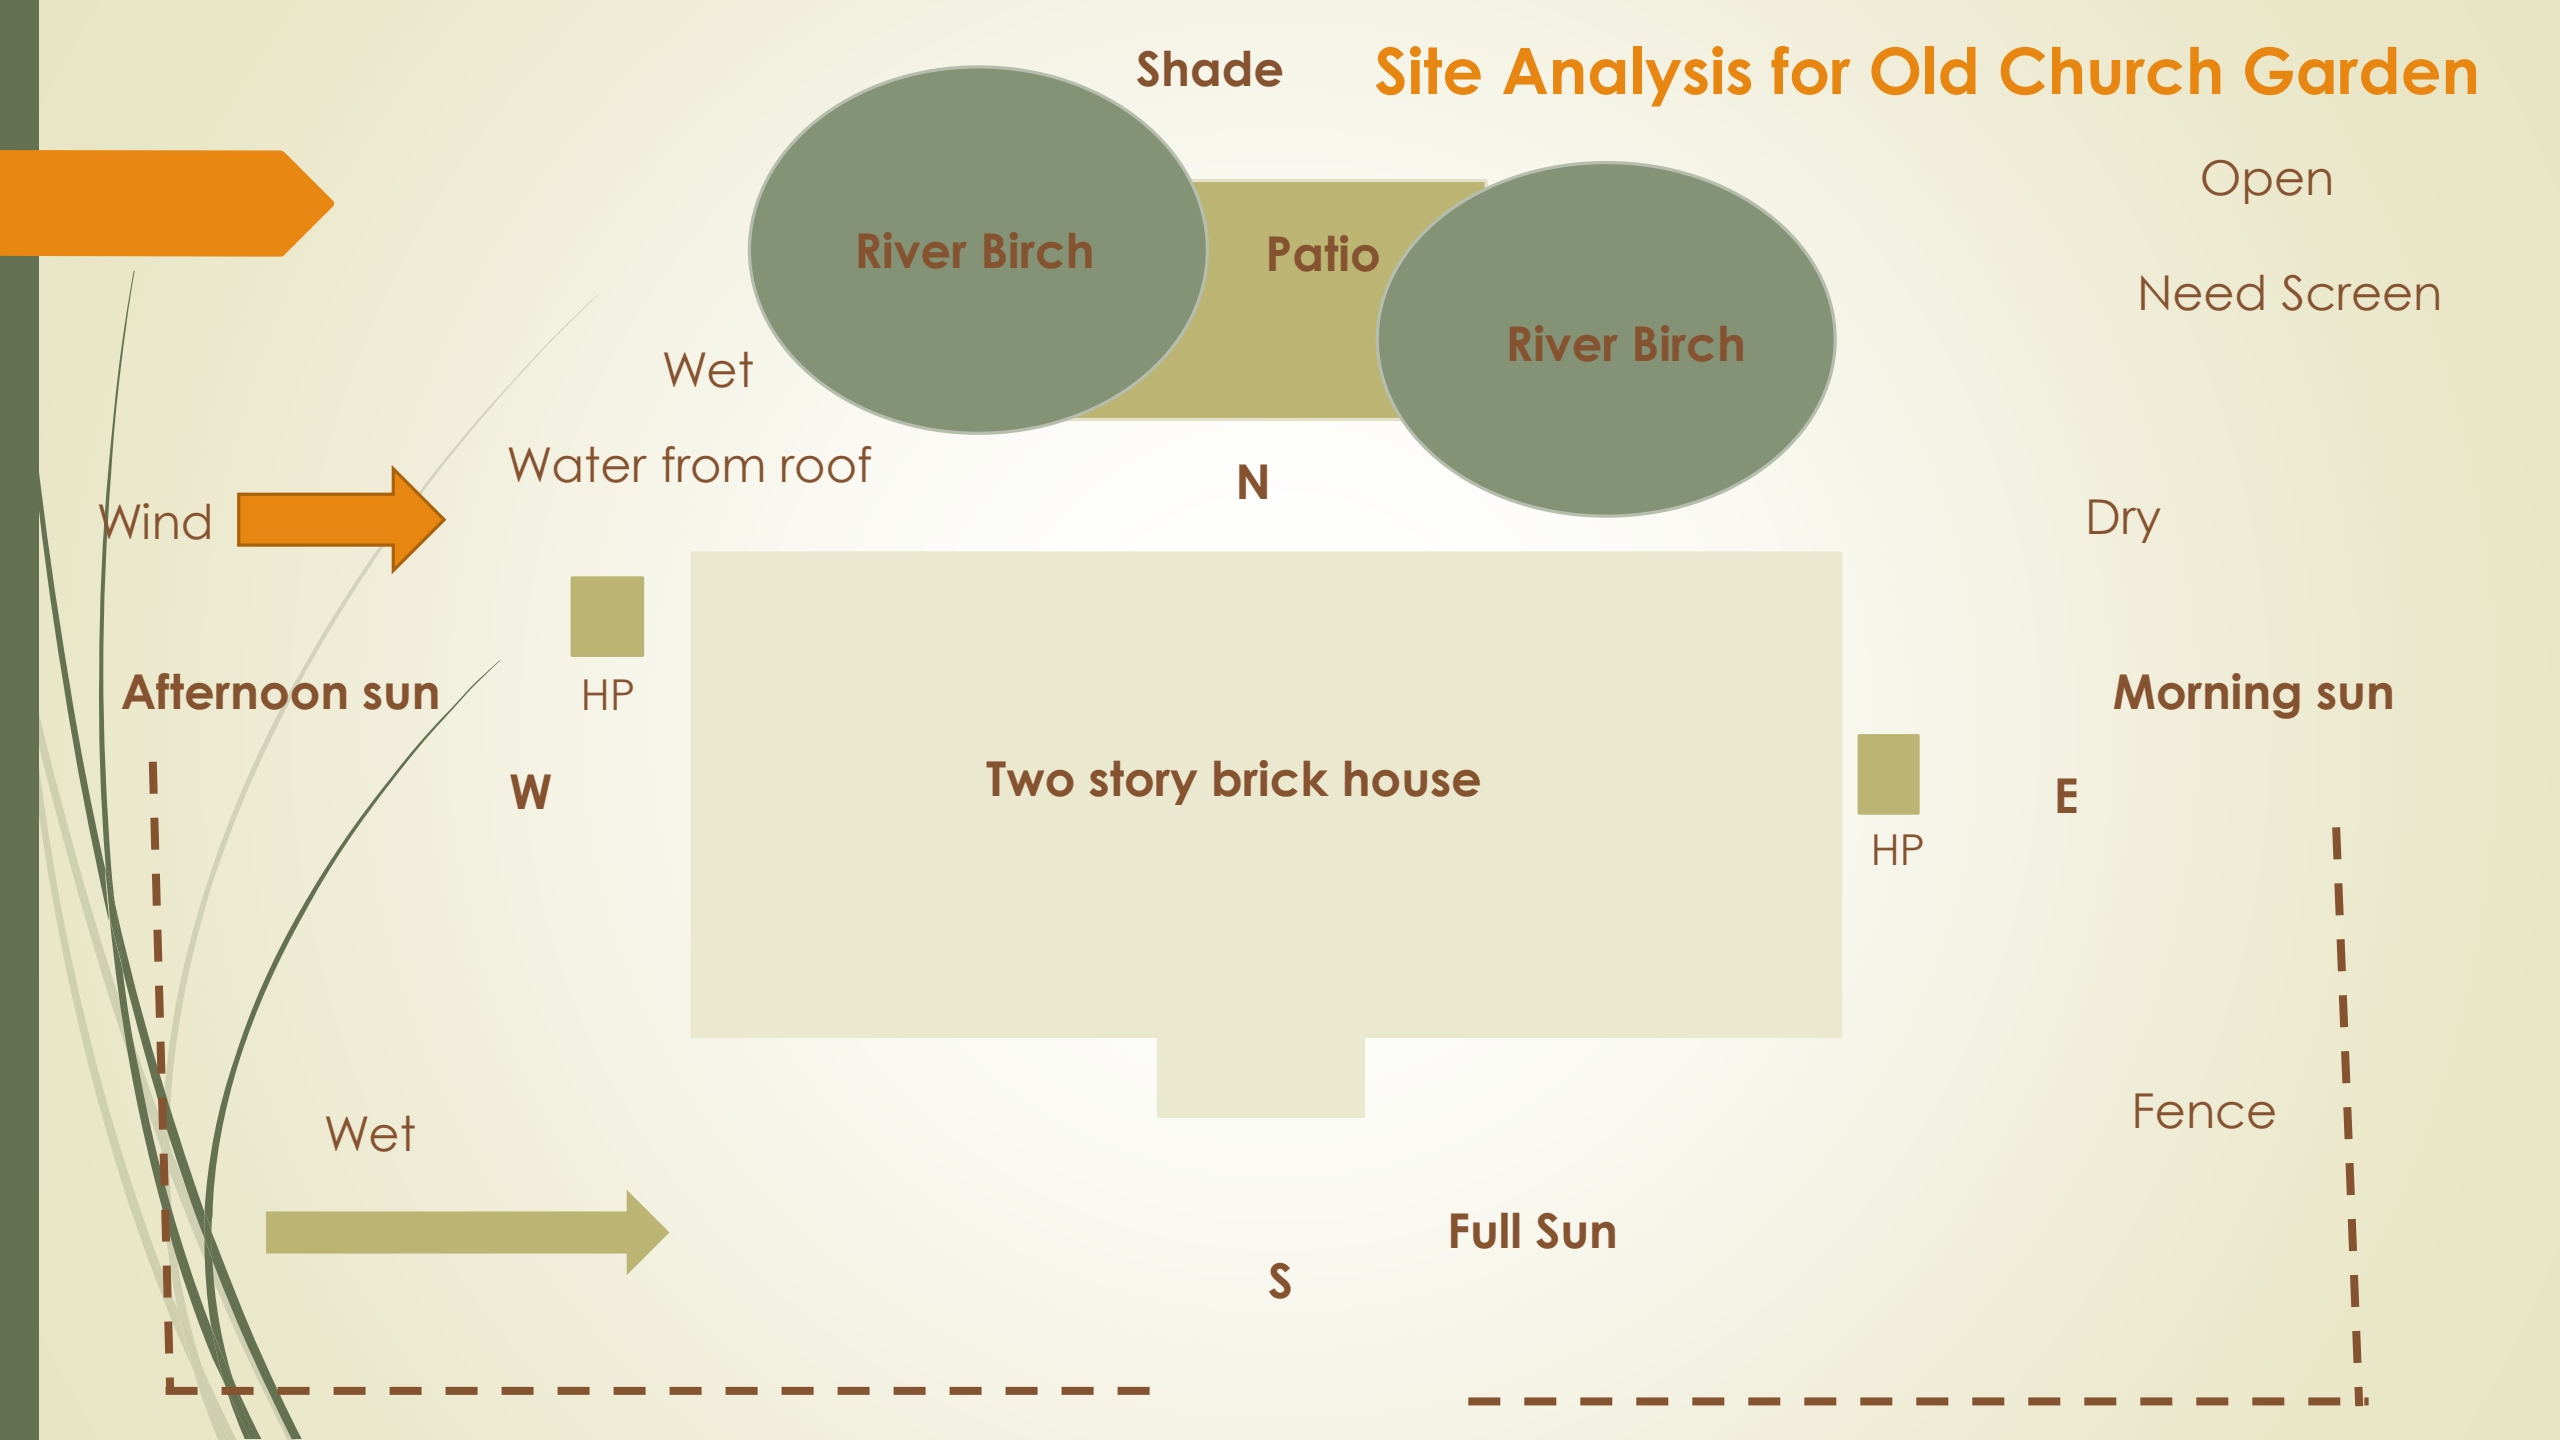 Shade
Site Analysis for Old Church Garden
Open
River Birch
Patio
Need Screen
River Birch
Wet
Water from roof
N
Wind
Dry
Afternoon sun
HP
Morning sun
W
Two story brick house
E
HP
Wet
Fence
Full Sun
S